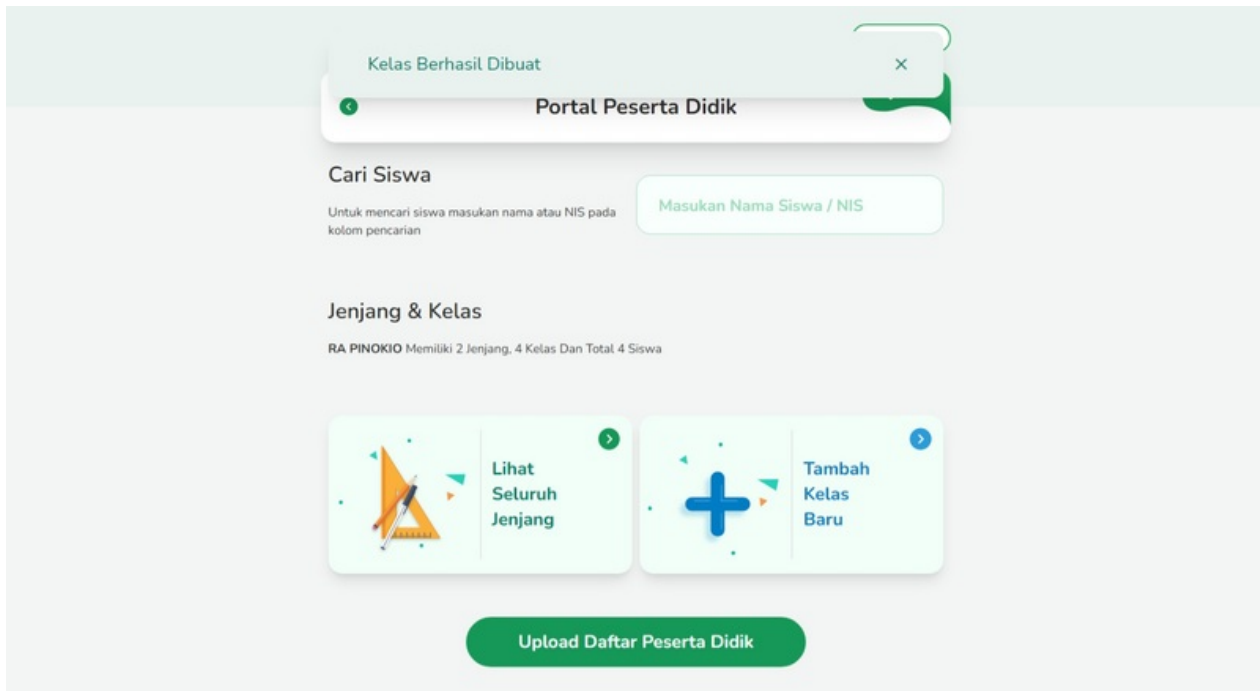 Kelas Berhasil Dibuat
Portal Peserta Didik
Cari Siswa
Untuk mencari siswa masukan nama atau NIS pada
kolom pencarian
Masukan Nama Siswa / NIS
Jenjang & Kelas
RA PINOKIO Memiliki 2 Jenjang, 4 Kelas Dan Total 4 Siswa
Lihat
Seluruh
Jenjang
Tambah
Kelas
Baru
Upload Daftar Peserta Didik